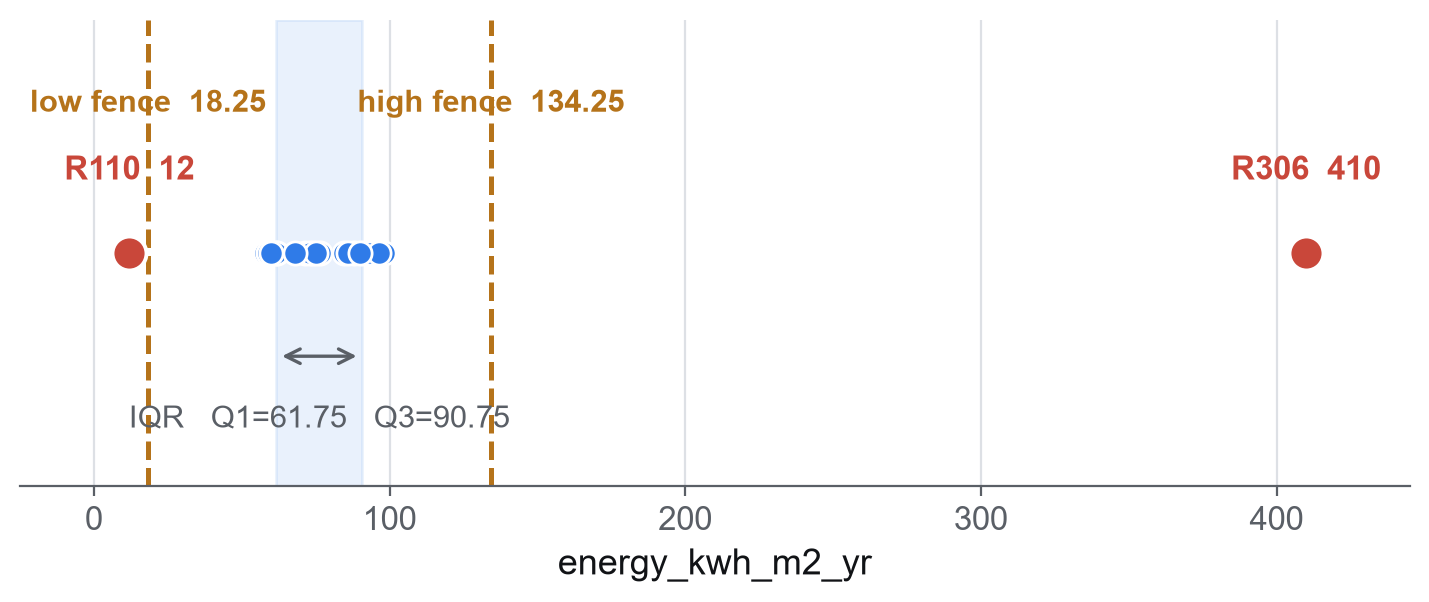 low fence  18.25
high fence  134.25
R110  12
R306  410
IQR   Q1=61.75   Q3=90.75
0 100 200 300 400
energy_kwh_m2_yr